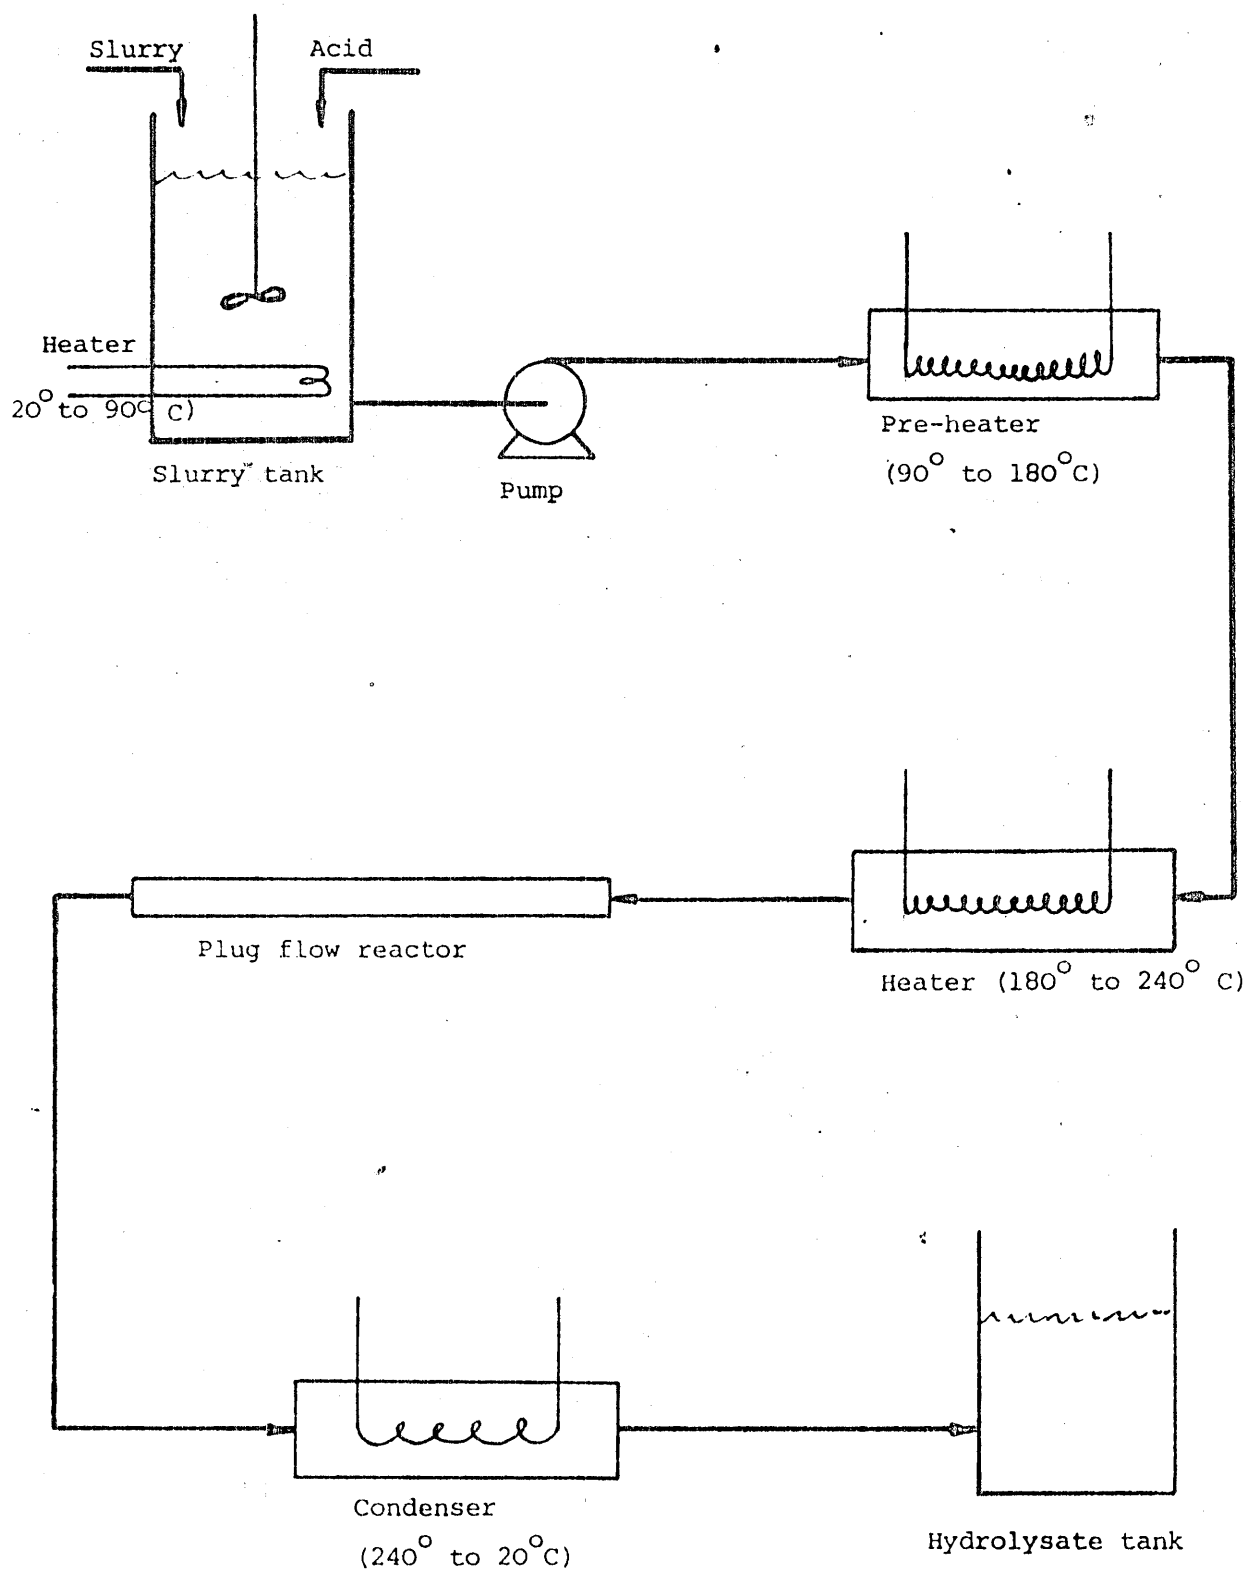 Slurry
Acid
Heater
20° to 90° C)
Slurry tank
Pump
Pre-heater
(90° to 180°C)
Plug flow reactor
Heater (180° to 240° C)
Condenser
(240° to 20°C)
Hydrolysate tank